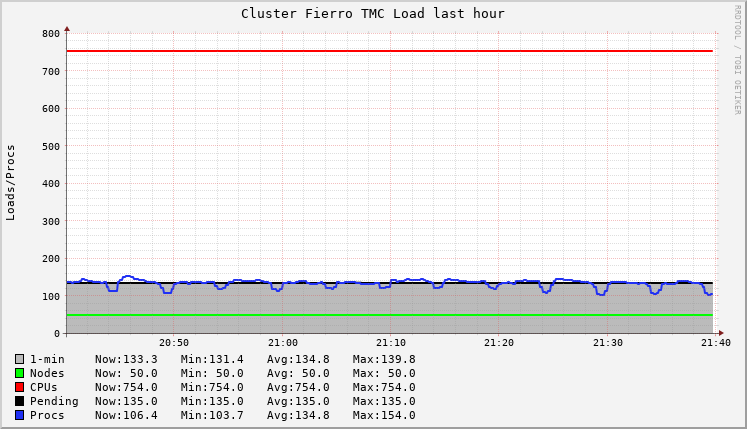 Cluster Fierro TMC Load last hour
RRDTOOL / TOBI OETIKER
Loads/Procs
800
700
600
500
400
300
200
100
0
20:50 21:00 21:10 21:20 21:30 21:40
1-min Now:133.3 Min:131.4 Avg:134.8 Max:139.8
Nodes Now: 50.0 Min: 50.0 Avg: 50.0 Max: 50.0
CPUs Now:754.0 Min:754.0 Avg:754.0 Max:754.0
Pending Now:135.0 Min:135.0 Avg:135.0 Max:135.0
Procs Now:106.4 Min:103.7 Avg:134.8 Max:154.0